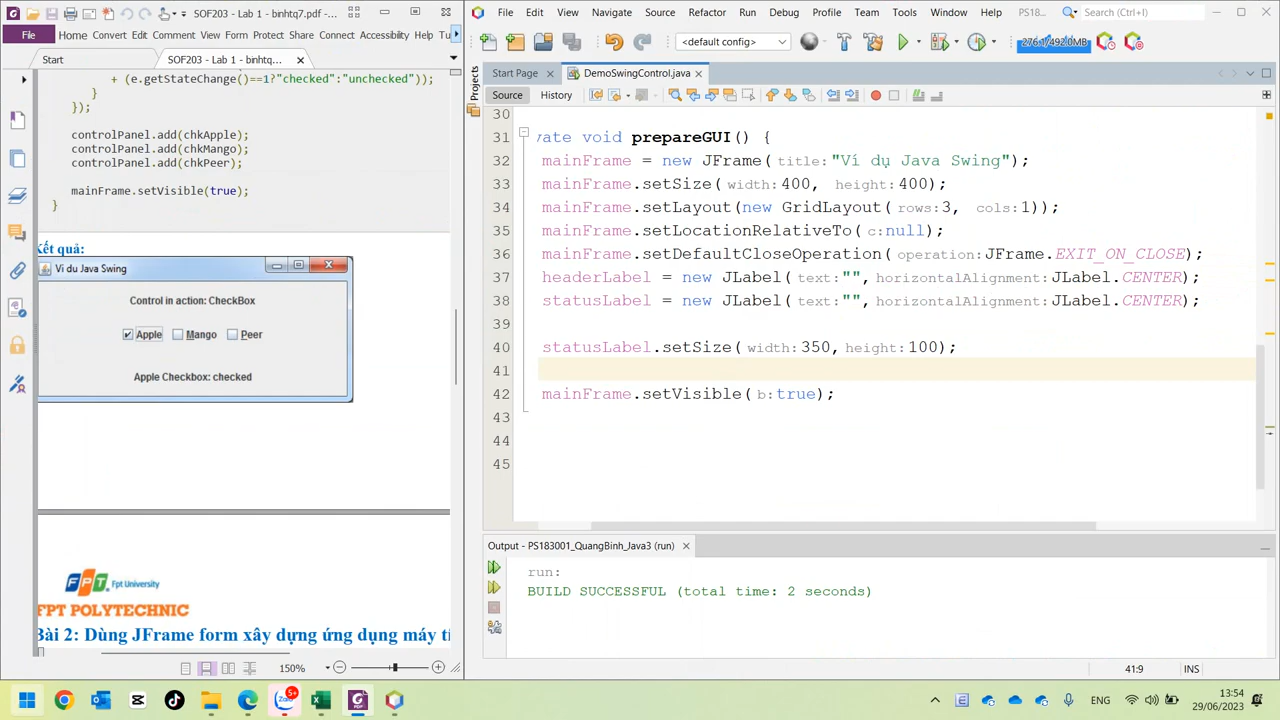 SOF203 - Lab 1 - binhtq7.pdf -...
File
Home Convert Edit Comment View Form Protect Share Connect Accessibility Help Tu
Start
SOF203 - Lab 1 - binhtq...
+ (e.getStateChange()==1?"checked":"unchecked"));
}
});
controlPanel.add(chkApple);
controlPanel.add(chkMango);
controlPanel.add(chkPeer);
mainFrame.setVisible(true);
}
Kết quả:
Vi du Java Swing
Control in action: CheckBox
Apple Mango Peer
Apple Checkbox: checked
Fpt University
FPT POLYTECHNIC
Bài 2: Dùng JFrame form xây dựng ứng dụng máy tí
150%
File Edit View Navigate Source Refactor Run Debug Profile Team Tools Window Help PS18...
Search (Ctrl+I)
<default config>
276.1/492.0MB
Projects
Start Page
DemoSwingControl.java
Source History
30
31 vate void prepareGUI() {
32 mainFrame = new JFrame( title:"Ví dụ Java Swing");
33 mainFrame.setSize( width:400, height:400);
34 mainFrame.setLayout(new GridLayout( rows:3, cols:1));
35 mainFrame.setLocationRelativeTo( c:null);
36 mainFrame.setDefaultCloseOperation( operation:JFrame.EXIT_ON_CLOSE);
37 headerLabel = new JLabel( text:"", horizontalAlignment:JLabel.CENTER);
38 statusLabel = new JLabel( text:"", horizontalAlignment:JLabel.CENTER);
39
40 statusLabel.setSize( width:350, height:100);
41
42 mainFrame.setVisible( b:true);
43
44
45
Output - PS183001_QuangBinh_Java3 (run)
run:
BUILD SUCCESSFUL (total time: 2 seconds)
41:9 INS
Zalo
5+
ENG
13:54
29/06/2023